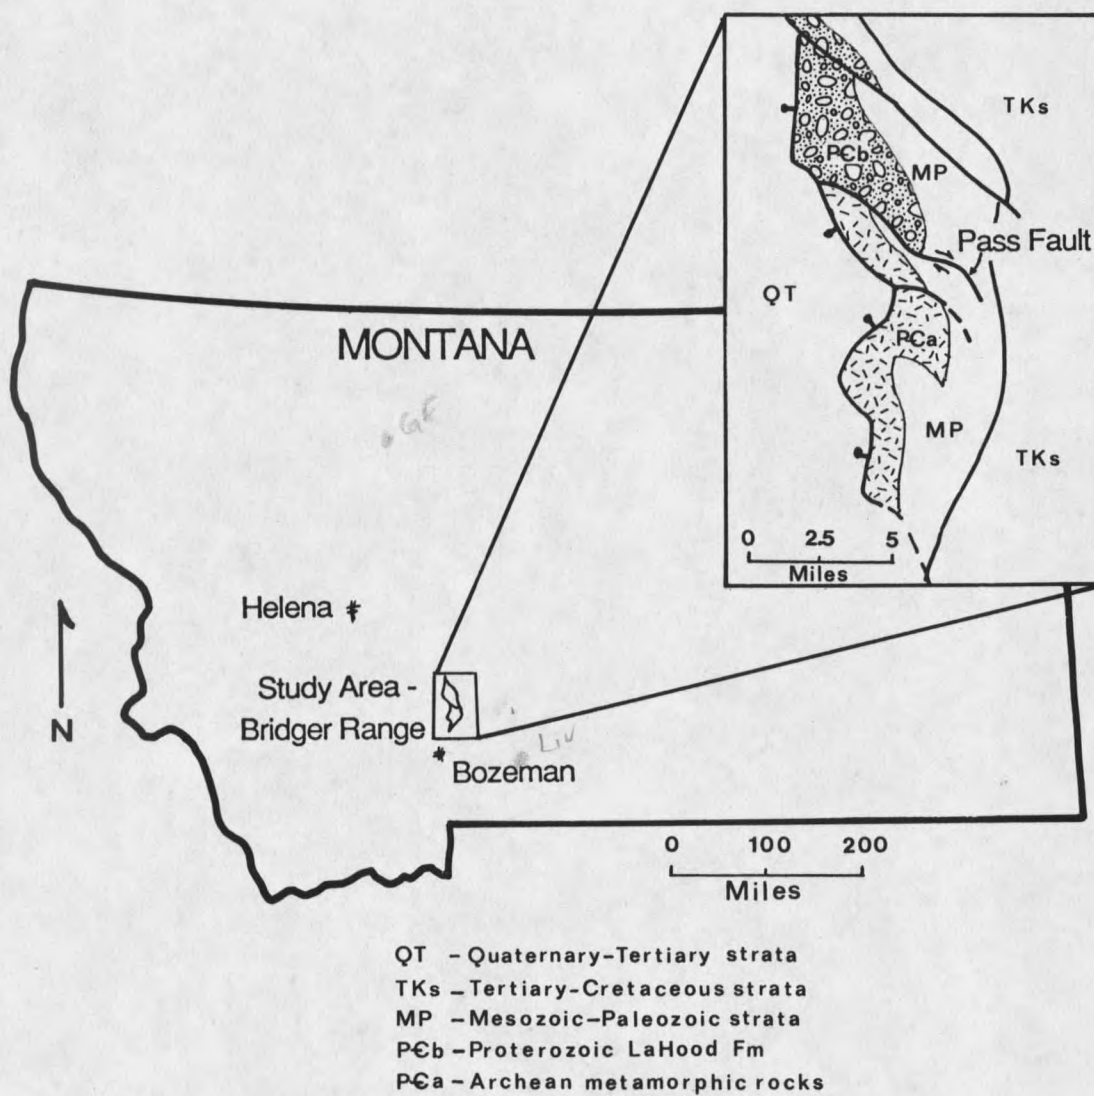 TKs
PЄb
MP
Pass Fault
QT
PЄa
MP
TKs
0 2.5 5
Miles
MONTANA
GF
Helena
Study Area -
Bridger Range
N
Liv
Bozeman
0 100 200
Miles
QT - Quaternary-Tertiary strata
TKs - Tertiary-Cretaceous strata
MP - Mesozoic-Paleozoic strata
PЄb - Proterozoic LaHood Fm
PЄa - Archean metamorphic rocks